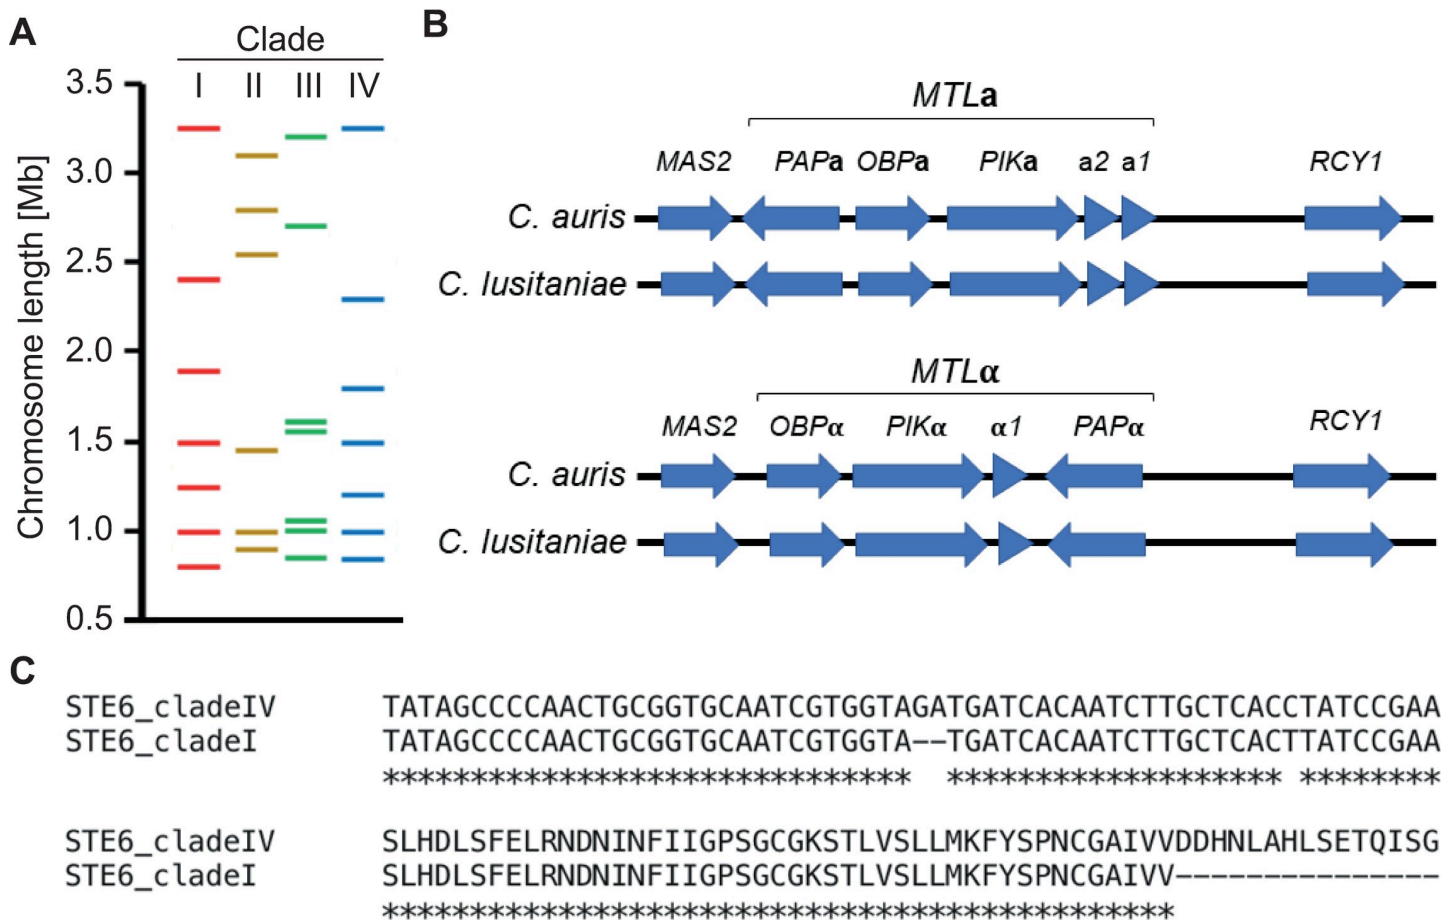 A
Clade
I II III IV
Chromosome length [Mb]
3.5
3.0
2.5
2.0
1.5
1.0
0.5
B
MTLa
MAS2 PAPa OBPa PIKa a2 a1 RCY1
C. auris
C. lusitaniae
MTLα
MAS2 OBPα PIKα α1 PAPα RCY1
C. auris
C. lusitaniae
C
STE6_cladeIV TATAGCCCCAACTGCGGTGCAATCGTGGTAGATGATCACAATCTTGCTCACCTATCCGAA
STE6_cladeI TATAGCCCCAACTGCGGTGCAATCGTGGTA--TGATCACAATCTTGCTCACTTATCCGAA
****************************** ******************* ********
STE6_cladeIV SLHDLSFELRNDNINFIIGPSGCGKSTLVSLLMKFYSPNCGAIVVDDHNLAHLSETQISG
STE6_cladeI SLHDLSFELRNDNINFIIGPSGCGKSTLVSLLMKFYSPNCGAIVV---------------
*********************************************